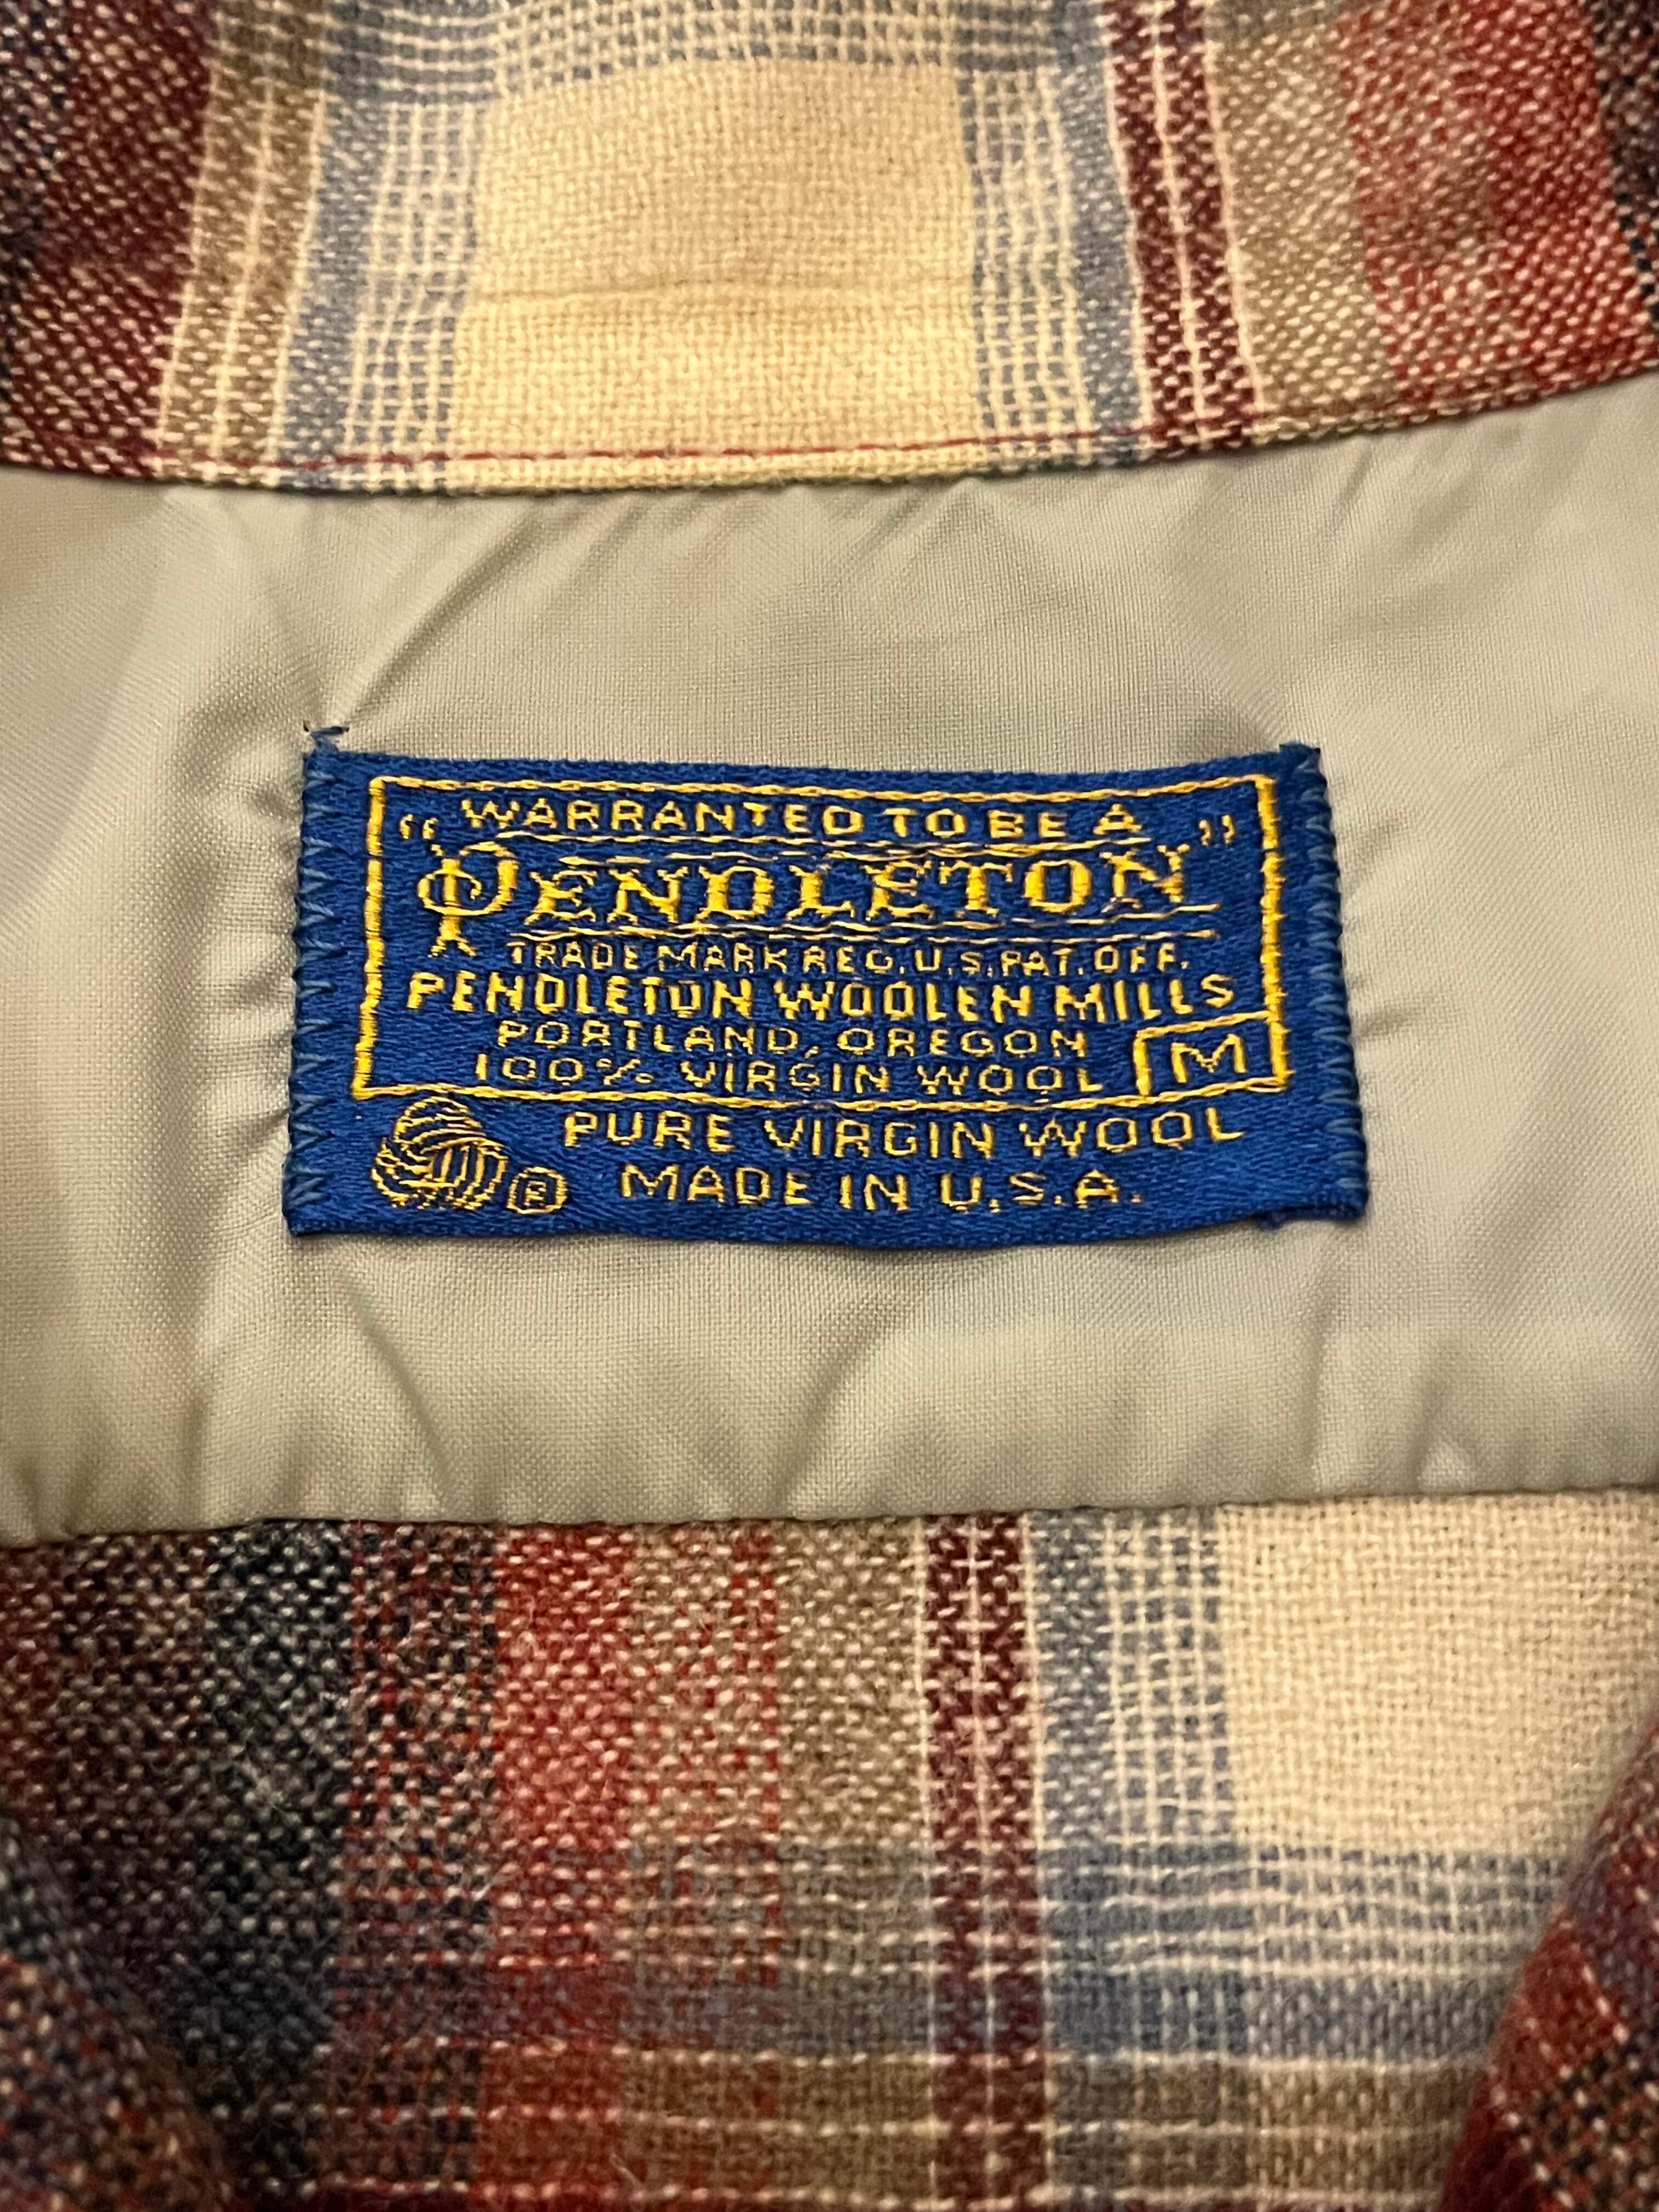 WARRANTED TO BE A
"PENDLETON"
TRADE MARK REG. U.S. PAT. OFF.
PENDLETON WOOLEN MILLS
PORTLAND, OREGON
100% VIRGIN WOOL M
PURE VIRGIN WOOL
® MADE IN U.S.A.